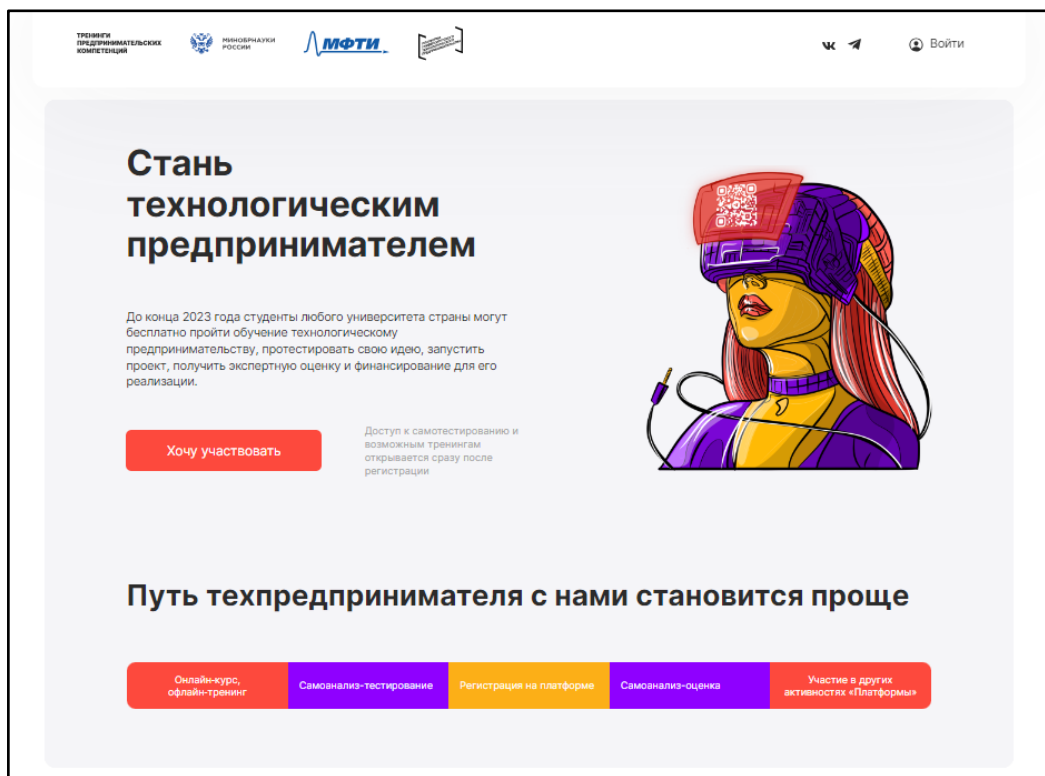 ТРЕНИНГИ
ПРЕДПРИНИМАТЕЛЬСКИХ
КОМПЕТЕНЦИЙ
МИНОБРНАУКИ
РОССИИ
МФТИ
Войти
Стань
технологическим
предпринимателем
До конца 2023 года студенты любого университета страны могут
бесплатно пройти обучение технологическому
предпринимательству, протестировать свою идею, запустить
проект, получить экспертную оценку и финансирование для его
реализации.
Хочу участвовать
Доступ к самотестированию и
возможным тренингам
открывается сразу после
регистрации
Путь техпредпринимателя с нами становится проще
Онлайн-курс,
офлайн-тренинг
Самоанализ-тестирование
Регистрация на платформе
Самоанализ-оценка
Участие в других
активностях «Платформы»